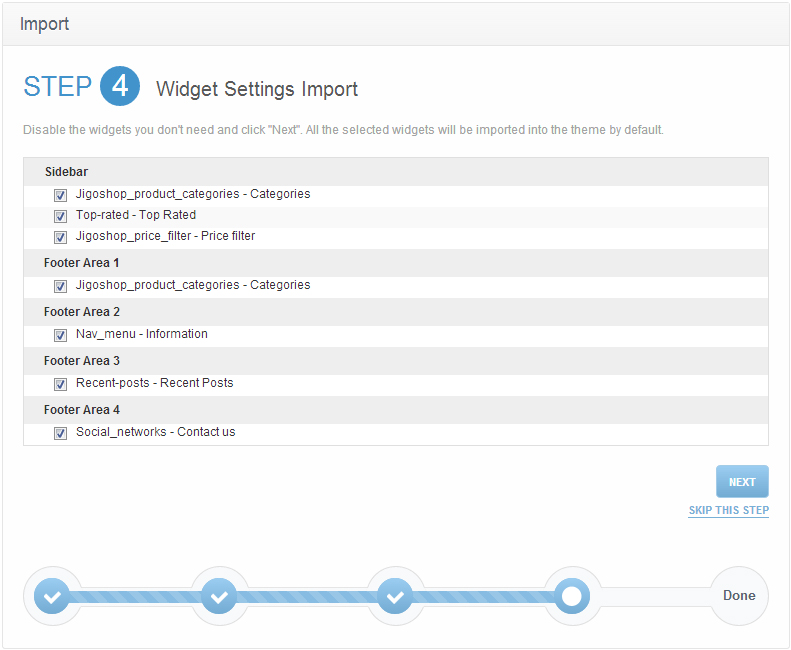 Import
STEP 4 Widget Settings Import
Disable the widgets you don't need and click "Next". All the selected widgets will be imported into the theme by default.
Sidebar
Jigoshop_product_categories - Categories
Top-rated - Top Rated
Jigoshop_price_filter - Price filter
Footer Area 1
Jigoshop_product_categories - Categories
Footer Area 2
Nav_menu - Information
Footer Area 3
Recent-posts - Recent Posts
Footer Area 4
Social_networks - Contact us
NEXT
SKIP THIS STEP
Done